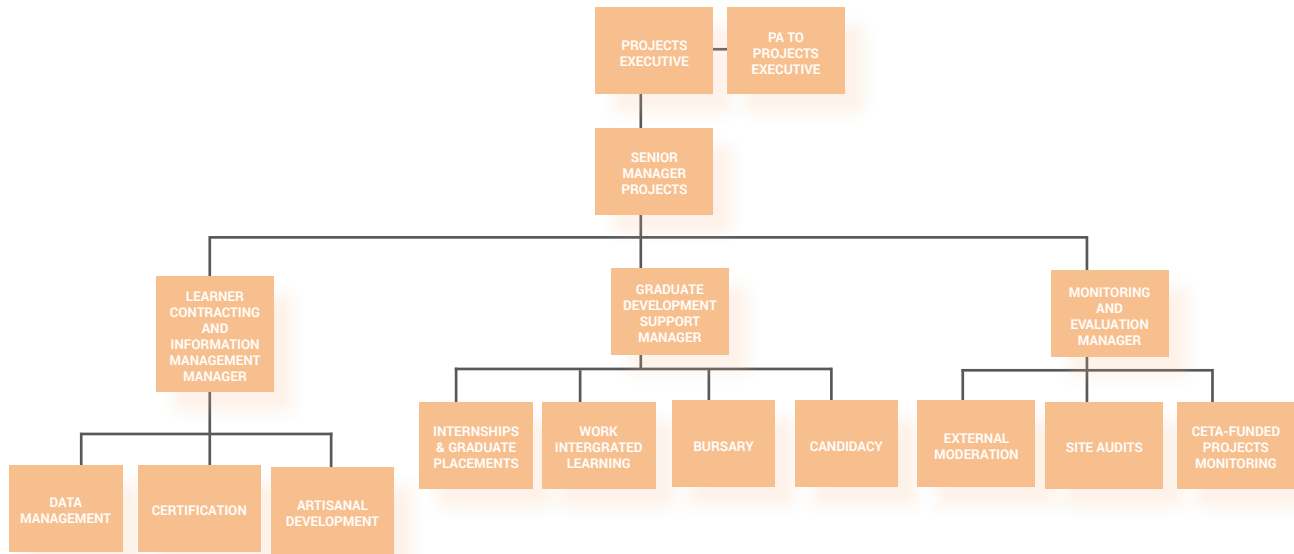 PROJECTS
EXECUTIVE
PA TO
PROJECTS
EXECUTIVE
SENIOR
MANAGER
PROJECTS
LEARNER
CONTRACTING
AND
INFORMATION
MANAGEMENT
MANAGER
GRADUATE
DEVELOPMENT
SUPPORT
MANAGER
MONITORING
AND
EVALUATION
MANAGER
INTERNSHIPS
& GRADUATE
PLACEMENTS
WORK
INTERGRATED
LEARNING
BURSARY
CANDIDACY
EXTERNAL
MODERATION
SITE AUDITS
CETA-FUNDED
PROJECTS
MONITORING
DATA
MANAGEMENT
CERTIFICATION
ARTISANAL
DEVELOPMENT